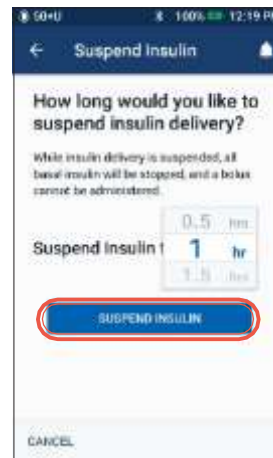 50+U 100% 12:19 PM
Suspend Insulin
How long would you like to
suspend insulin delivery?
While insulin delivery is suspended, all
basal insulin will be stopped, and a bolus
cannot be administered.
0.5 hrs
Suspend Insulin f 1 hr
1.5 hrs
SUSPEND INSULIN
CANCEL